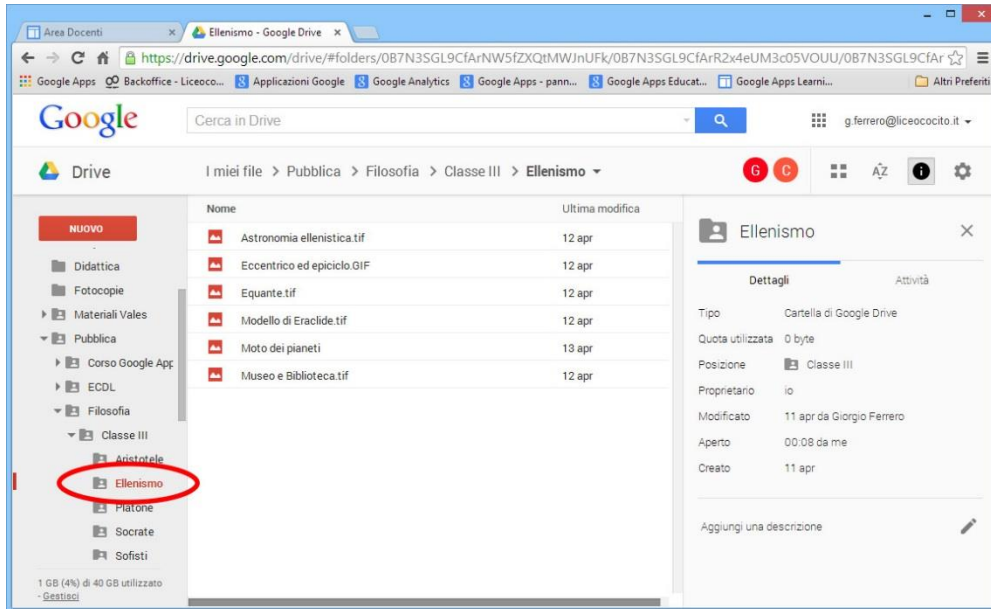 Area Docenti
Ellenismo - Google Drive
https://drive.google.com/drive/#folders/0B7N3SGL9CfArNW5fZXQtMWJnUFk/0B7N3SGL9CfArR2x4eUM3c05VOUU/0B7N3SGL9CfAr
Google Apps Backoffice - Liceoco... Applicazioni Google Google Analytics Google Apps - pann... Google Apps Educat... Google Apps Learni... Altri Preferiti
Google Cerca in Drive g.ferrero@liceococito.it
Drive I miei file > Pubblica > Filosofia > Classe III > Ellenismo G C AZ
NUOVO
Didattica
Fotocopie
Materiali Vales
Pubblica
Corso Google App
ECDL
Filosofia
Classe III
Aristotele
Ellenismo
Platone
Socrate
Sofisti
1 GB (4%) di 40 GB utilizzato
- Gestisci
Nome Ultima modifica
Astronomia ellenistica.tif 12 apr
Eccentrico ed epiciclo.GIF 12 apr
Equante.tif 12 apr
Modello di Eraclide.tif 12 apr
Moto dei pianeti 13 apr
Museo e Biblioteca.tif 12 apr
Ellenismo
Dettagli Attività
Tipo Cartella di Google Drive
Quota utilizzata 0 byte
Posizione Classe III
Proprietario io
Modificato 11 apr da Giorgio Ferrero
Aperto 00:08 da me
Creato 11 apr
Aggiungi una descrizione